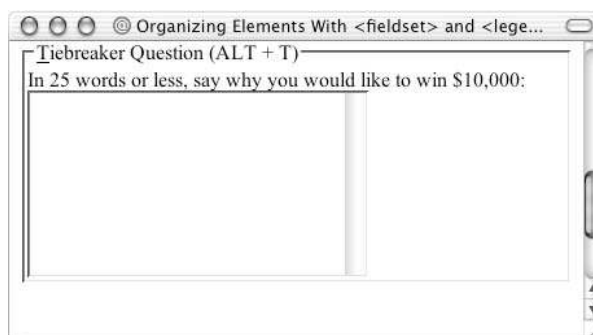 Organizing Elements With <fieldset> and <lege...
Tiebreaker Question (ALT + T)
In 25 words or less, say why you would like to win $10,000: